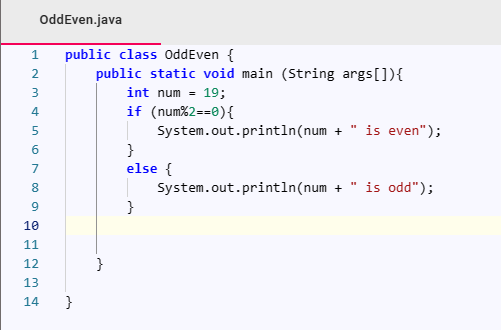 OddEven.java
1 public class OddEven {
2 public static void main (String args[]){
3 int num = 19;
4 if (num%2==0){
5 System.out.println(num + " is even");
6 }
7 else {
8 System.out.println(num + " is odd");
9 }
10
11
12 }
13
14 }